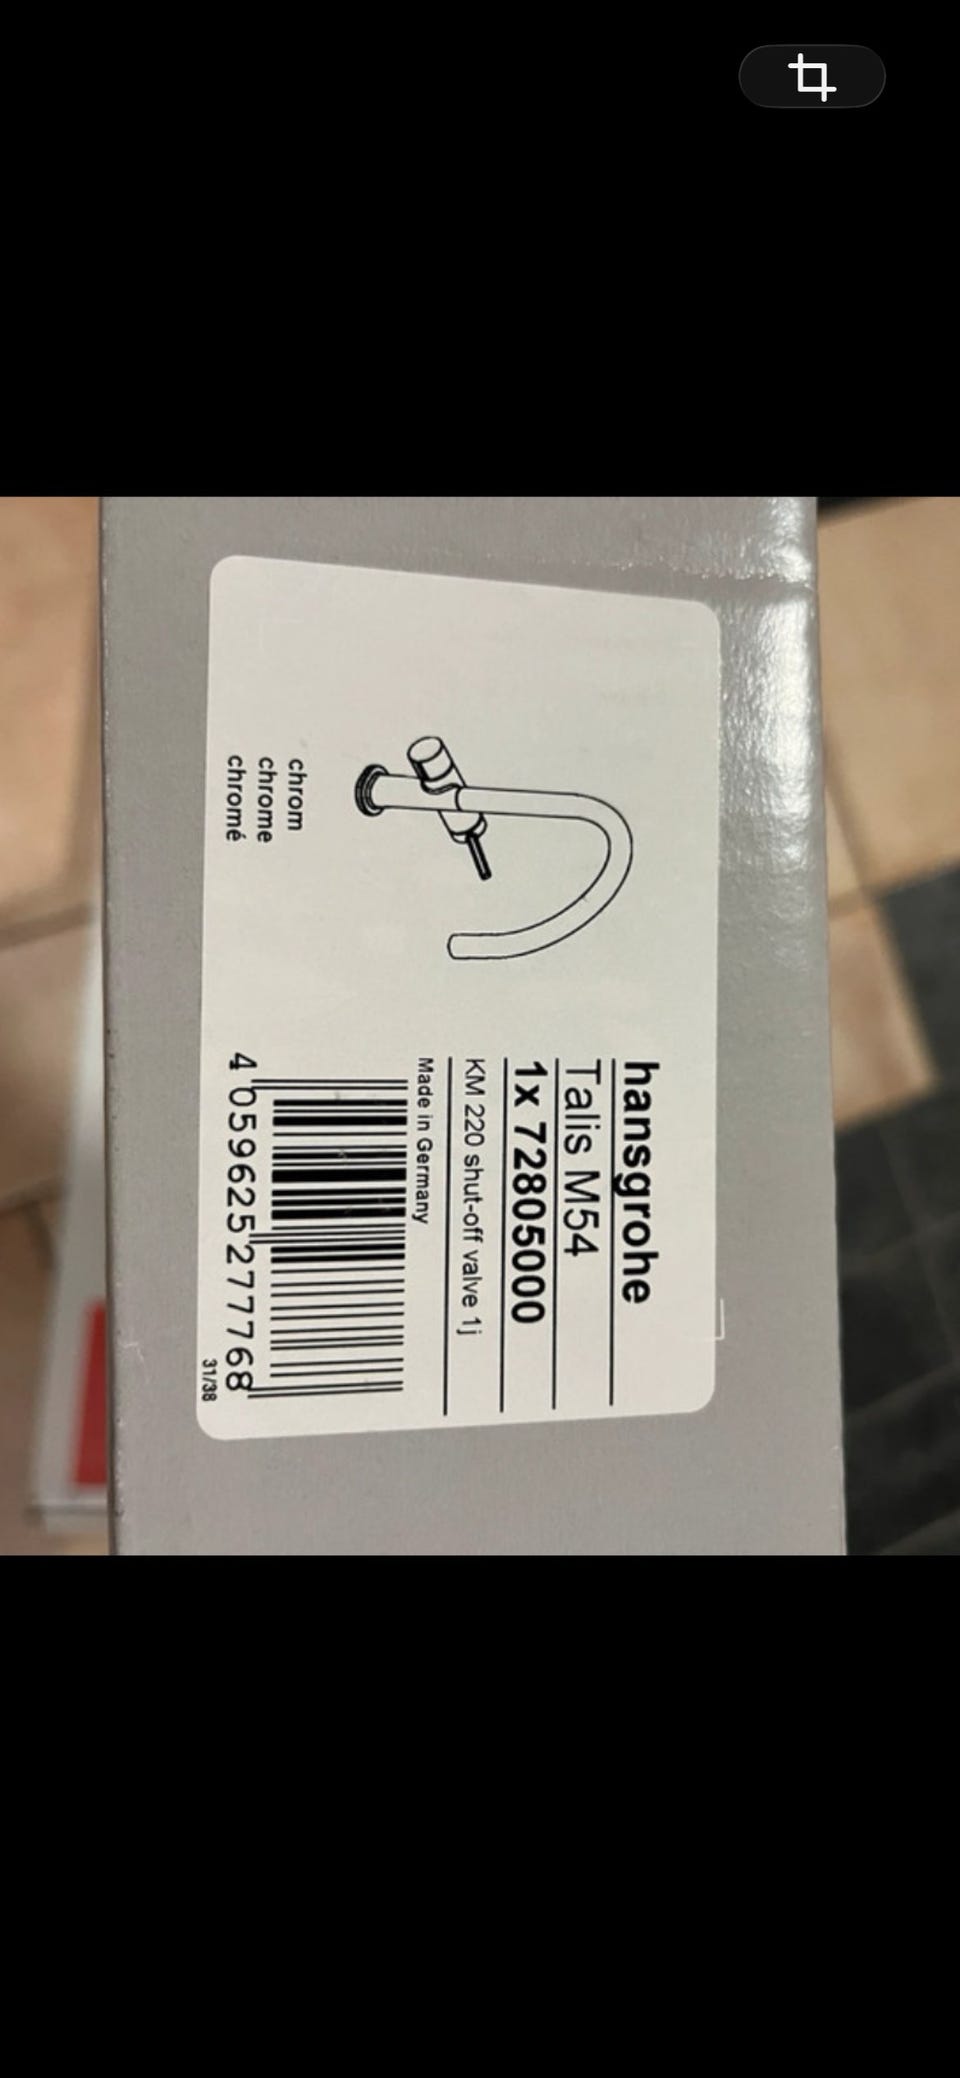 hansgrohe
Talis M54
1x 72805000
KM 220 shut-off valve 1j
Made in Germany
4 059625 277768
31/38
chrom
chrome
chromé